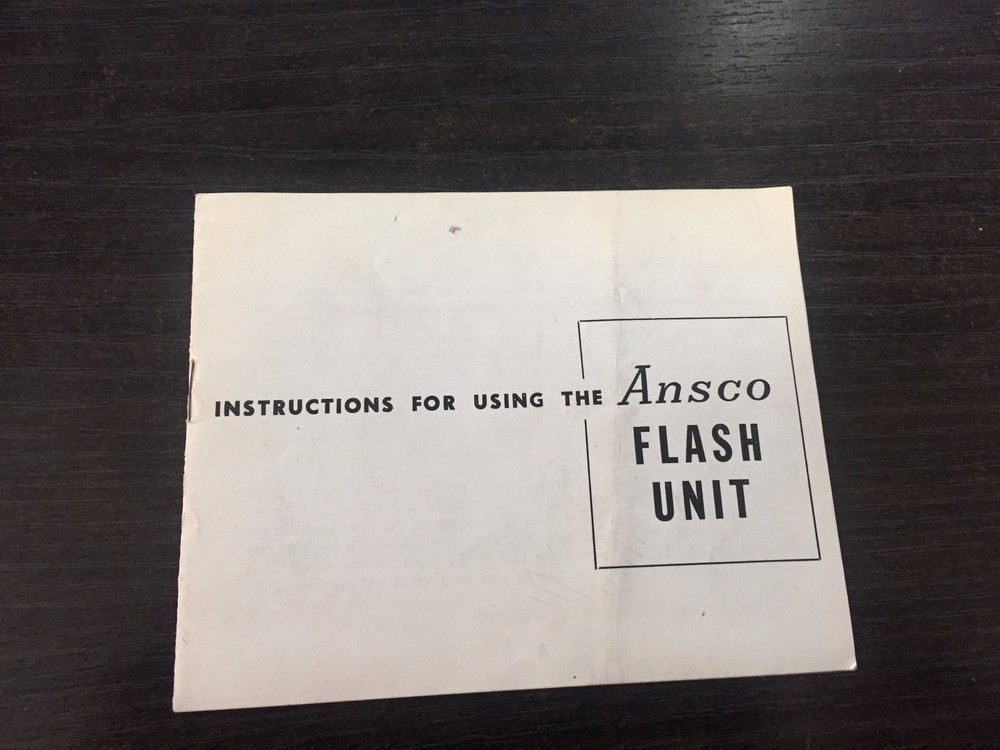 INSTRUCTIONS FOR USING THE Ansco
FLASH
UNIT